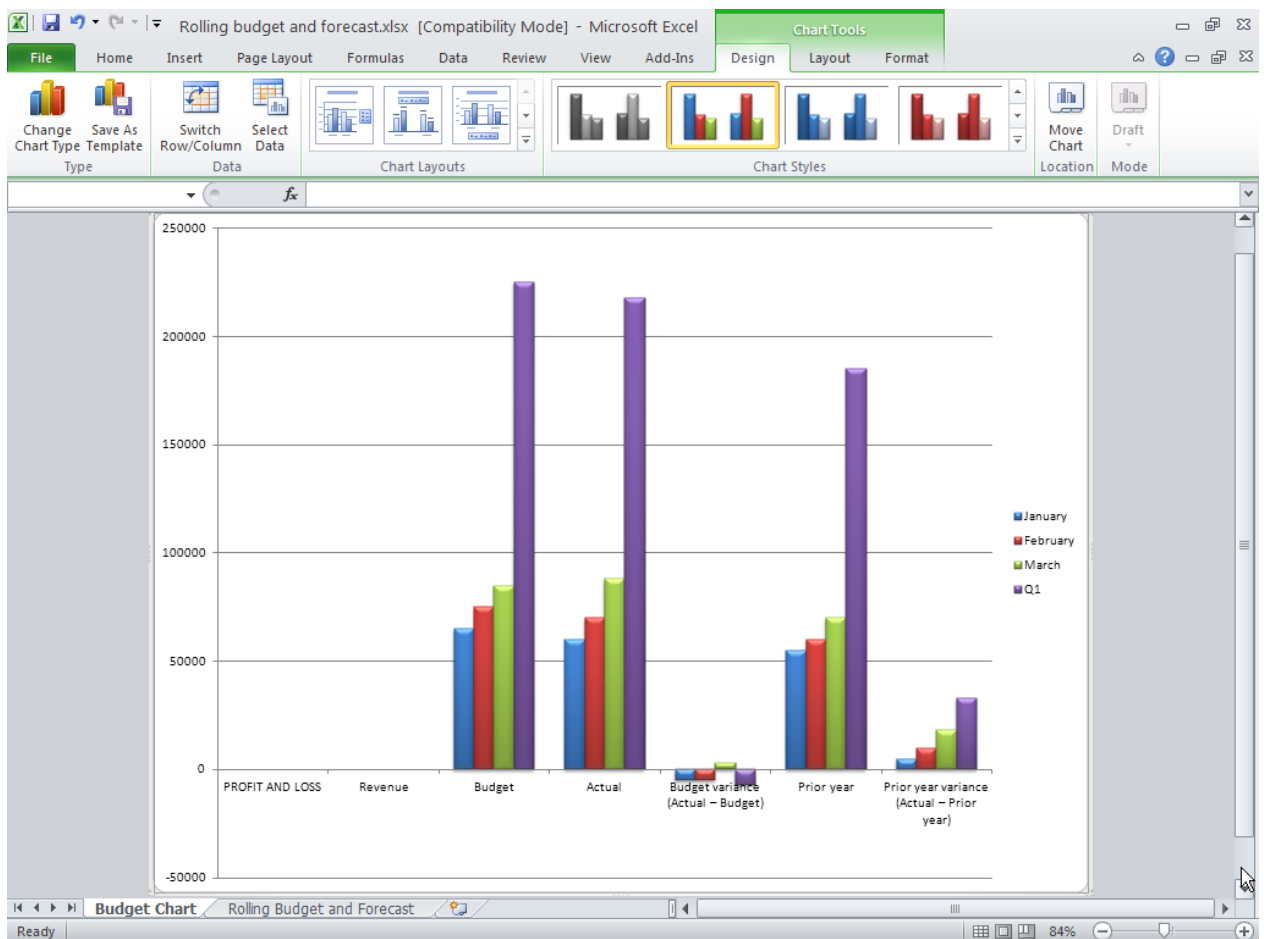 Rolling budget and forecast.xlsx [Compatibility Mode] - Microsoft Excel
Chart Tools
File Home Insert Page Layout Formulas Data Review View Add-Ins Design Layout Format
Change Chart Type
Save As Template
Switch Row/Column
Select Data
Move Chart
Draft
Type Data Chart Layouts Chart Styles Location Mode
fx
250000
200000
150000
100000
50000
0
-50000
PROFIT AND LOSS
Revenue
Budget
Actual
Budget variance
(Actual – Budget)
Prior year
Prior year variance
(Actual – Prior
year)
January
February
March
Q1
Budget Chart Rolling Budget and Forecast
Ready 84%